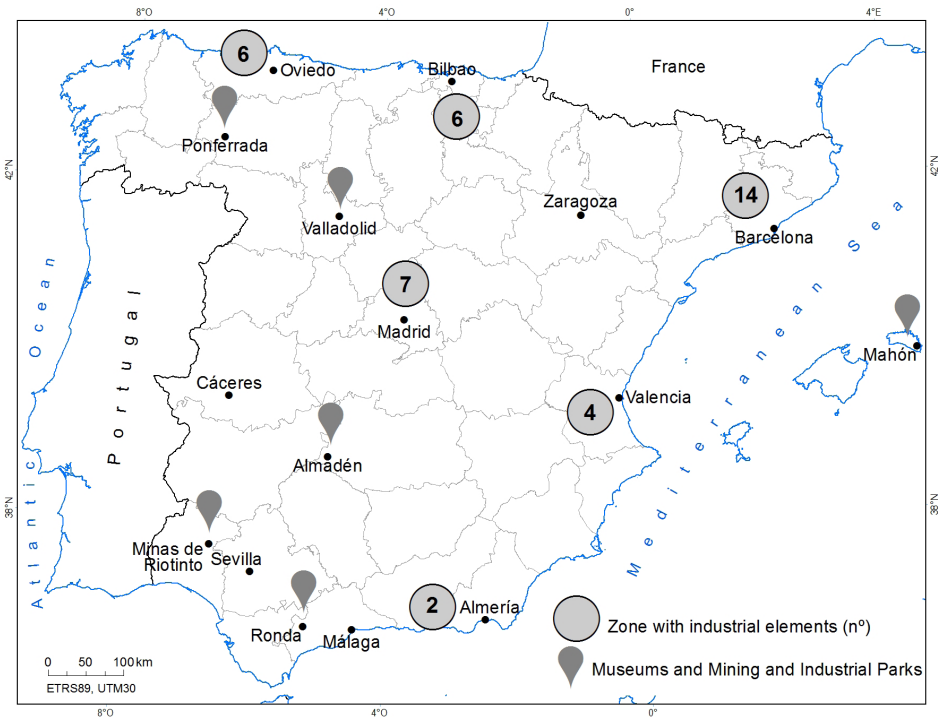 8°O 4°O 0° 4°E
6
Oviedo
Bilbao
France
6
Ponferrada
42°N
42°N
14
Zaragoza
Valladolid
Barcelona
Mediterranean Sea
Atlantic Ocean
Portugal
7
Madrid
Mahón
Cáceres
4
Valencia
Almadén
38°N
38°N
Minas de
Riotinto
Sevilla
2
Almería
Ronda
Málaga
Zone with industrial elements (nº)
Museums and Mining and Industrial Parks
0 50 100 km
ETRS89, UTM30
8°O 4°O 0°